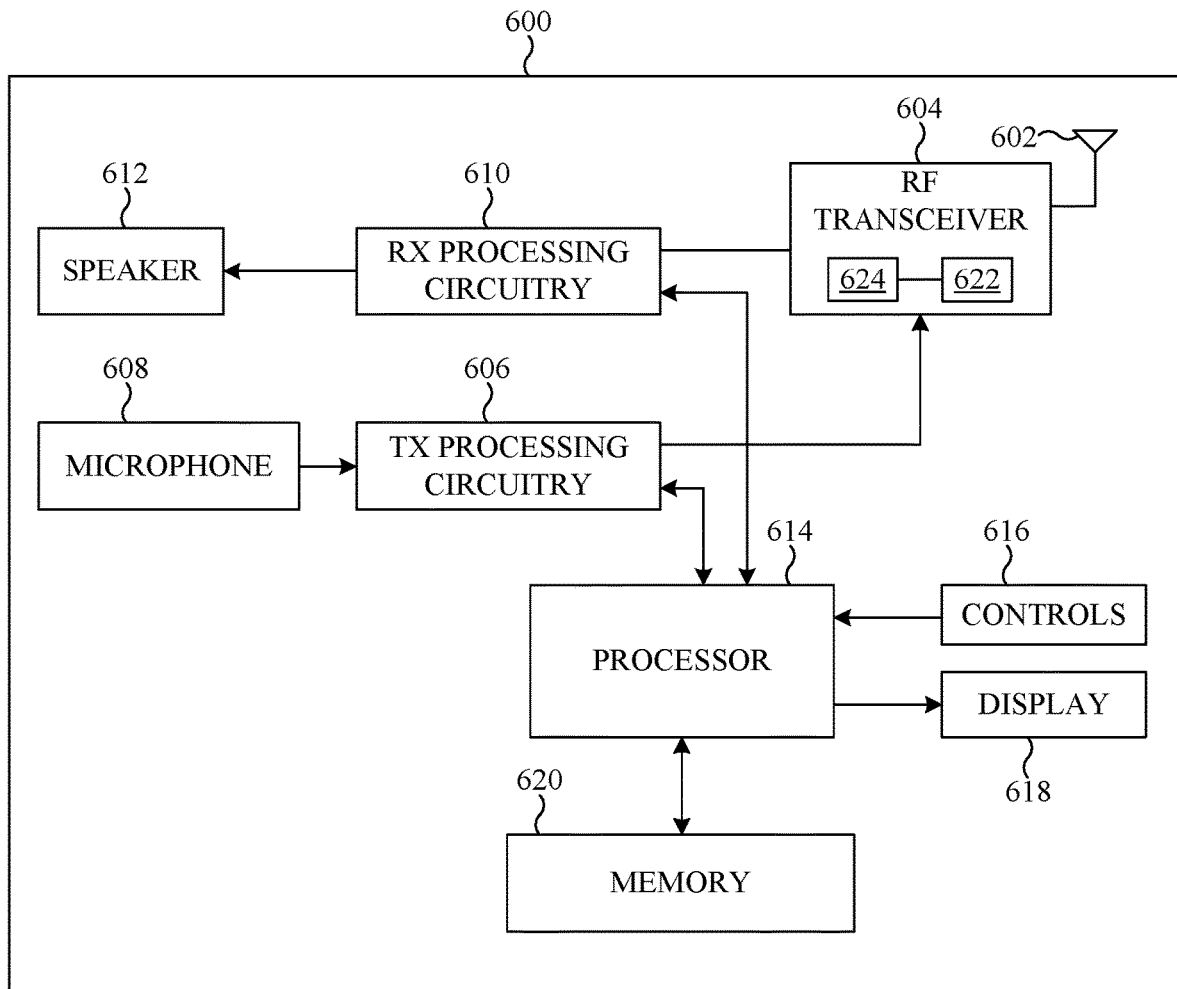 600
604
602
612
610
RF
TRANSCEIVER
SPEAKER
RX PROCESSING
CIRCUITRY
624
622
608
606
MICROPHONE
TX PROCESSING
CIRCUITRY
614
616
CONTROLS
PROCESSOR
DISPLAY
618
620
MEMORY